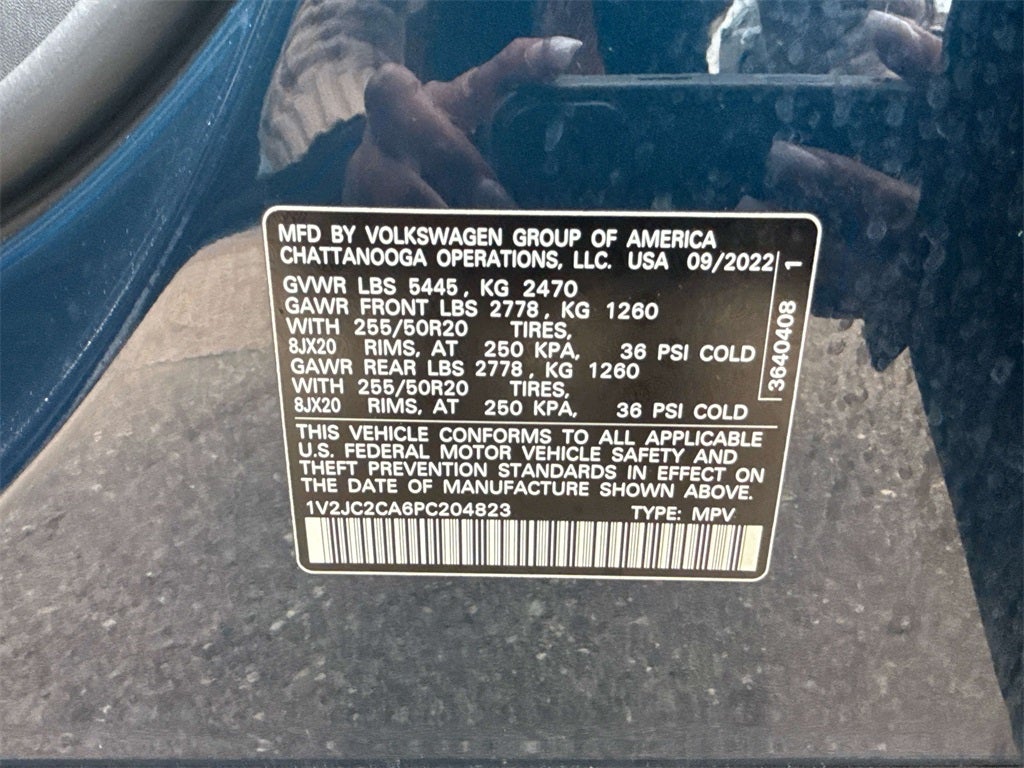 MFD BY VOLKSWAGEN GROUP OF AMERICA
CHATTANOOGA OPERATIONS, LLC. USA 09/2022
GVWR LBS 5445, KG 2470
GAWR FRONT LBS 2778, KG 1260
WITH 255/50R20 TIRES,
8JX20 RIMS, AT 250 KPA, 36 PSI COLD
GAWR REAR LBS 2778, KG 1260
WITH 255/50R20 TIRES,
8JX20 RIMS, AT 250 KPA, 36 PSI COLD
3640408 1
THIS VEHICLE CONFORMS TO ALL APPLICABLE
U.S. FEDERAL MOTOR VEHICLE SAFETY AND
THEFT PREVENTION STANDARDS IN EFFECT ON
THE DATE OF MANUFACTURE SHOWN ABOVE.
1V2JC2CA6PC204823 TYPE: MPV